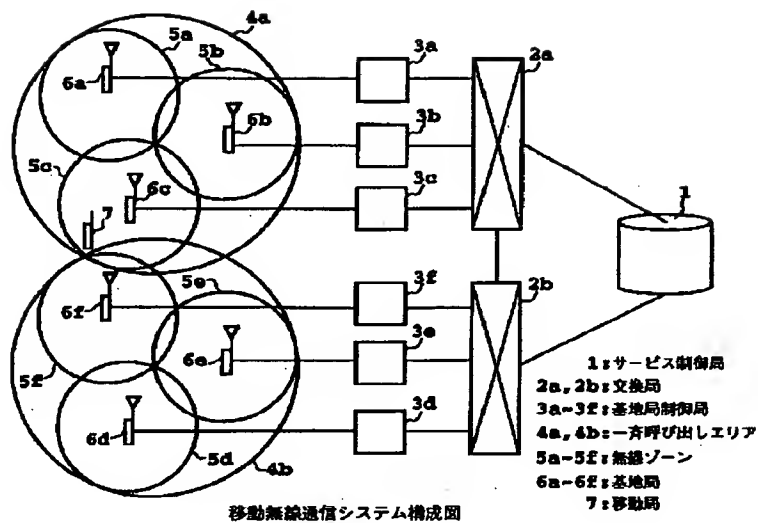 4a
5a
5b
3a
2a
6a
6b
3b
5c
6c
3c
7
1
5e
3f
2b
6f
6e
3e
5f
3d
6d
5d
4b
1:サービス制御局
2a,2b:交換局
3a~3f:基地局制御局
4a,4b:一斉呼び出しエリア
5a~5f:無線ゾーン
6a~6f:基地局
7:移動局
移動無線通信システム構成図